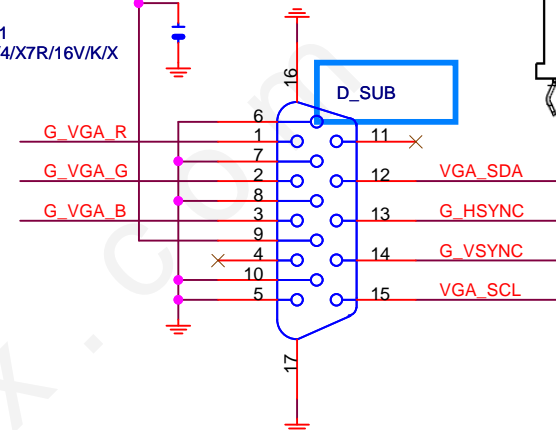 1
4/X7R/16V/K/X
16
D_SUB
6
G_VGA_R 1 11
7
G_VGA_G 2 12 VGA_SDA
8
G_VGA_B 3 13 G_HSYNC
9
4 14 G_VSYNC
10
5 15 VGA_SCL
17
x.com